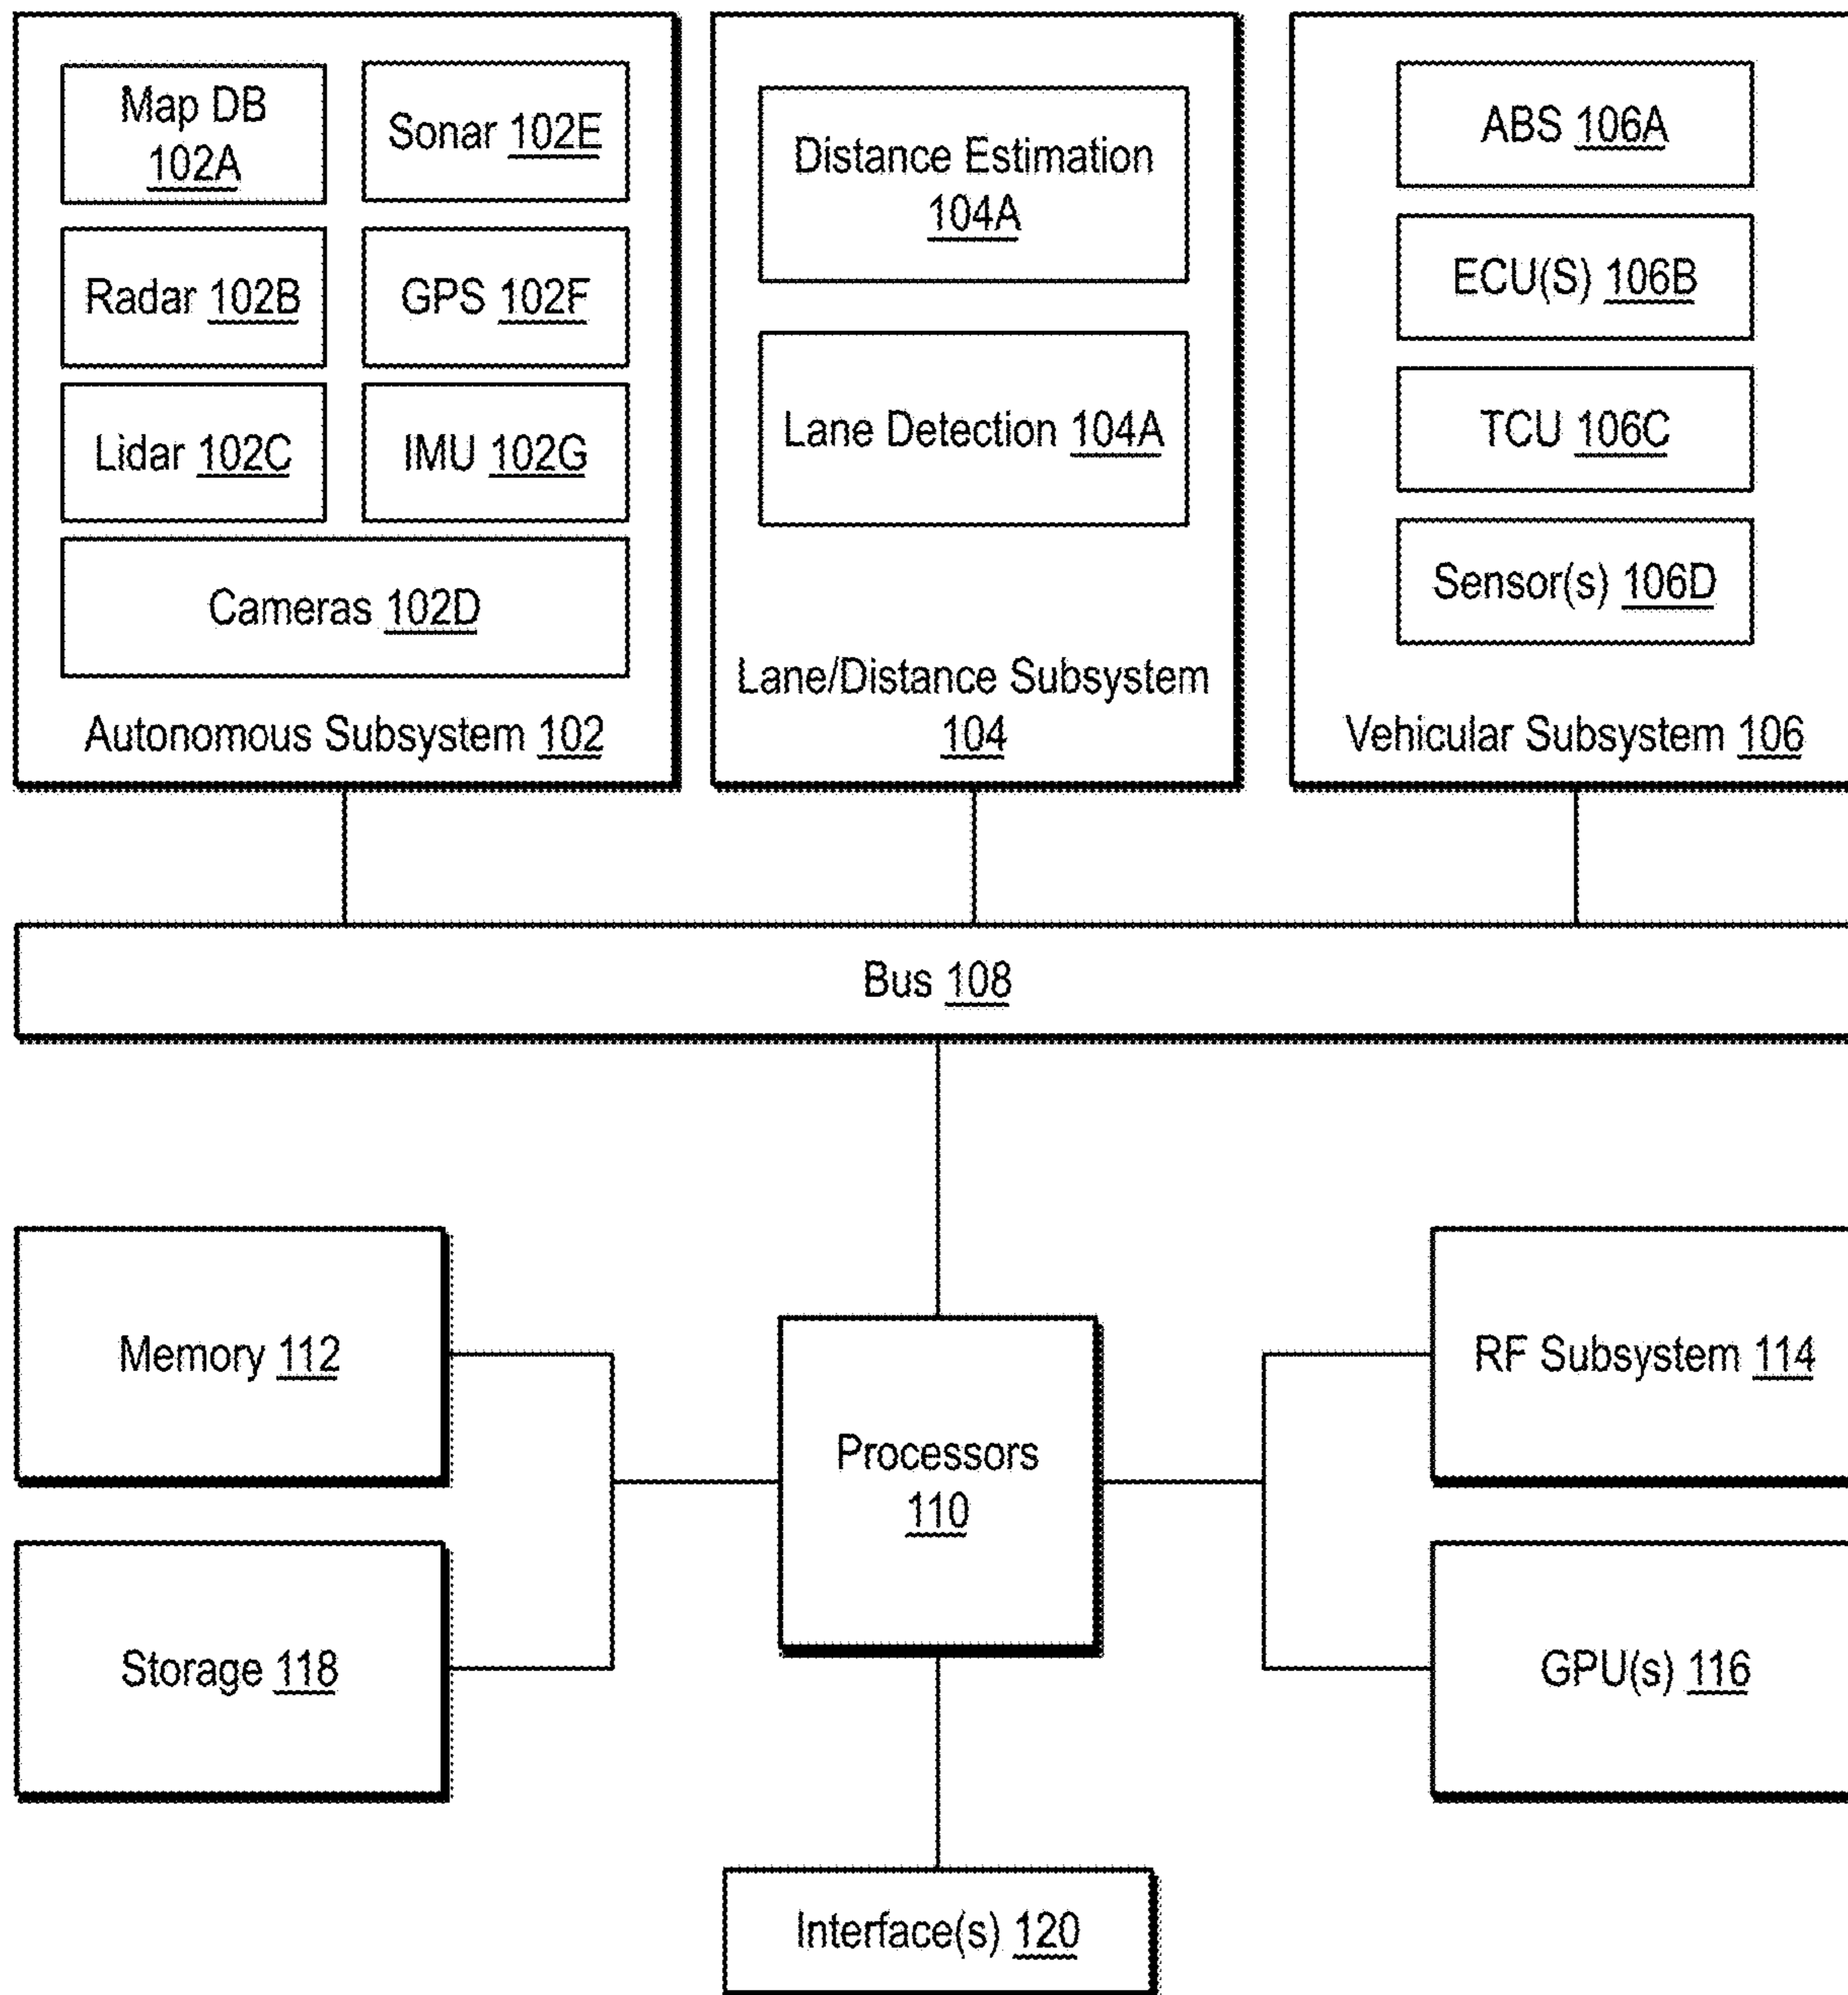 Map DB
102A
Sonar 102E
Radar 102B
GPS 102F
Lidar 102C
IMU 102G
Cameras 102D
Autonomous Subsystem 102
Distance Estimation
104A
Lane Detection 104A
Lane/Distance Subsystem
104
ABS 106A
ECU(S) 106B
TCU 106C
Sensor(s) 106D
Vehicular Subsystem 106
Bus 108
Memory 112
Storage 118
Processors
110
RF Subsystem 114
GPU(s) 116
Interface(s) 120